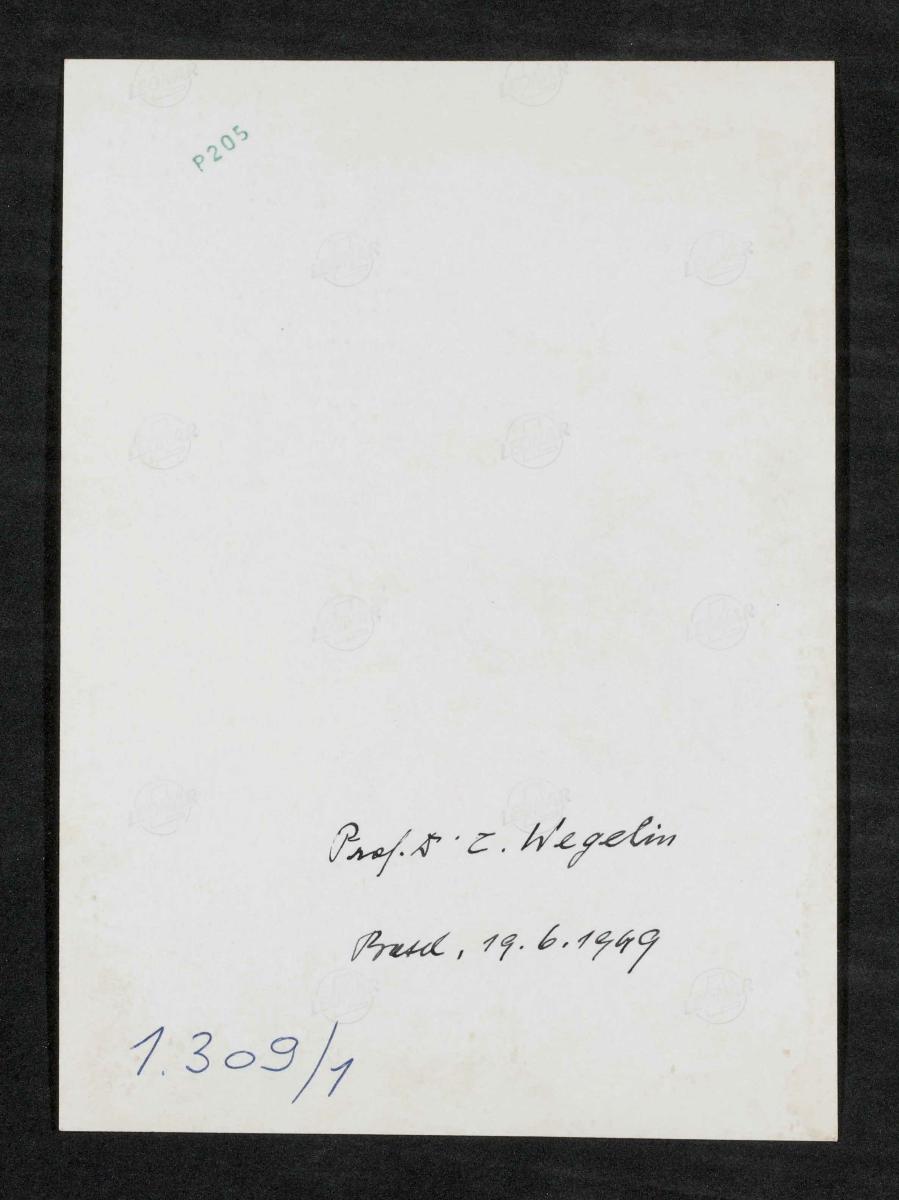 P205
Prof. Dr. C. Wegelin
Basel, 19.6.1949
1.309/1